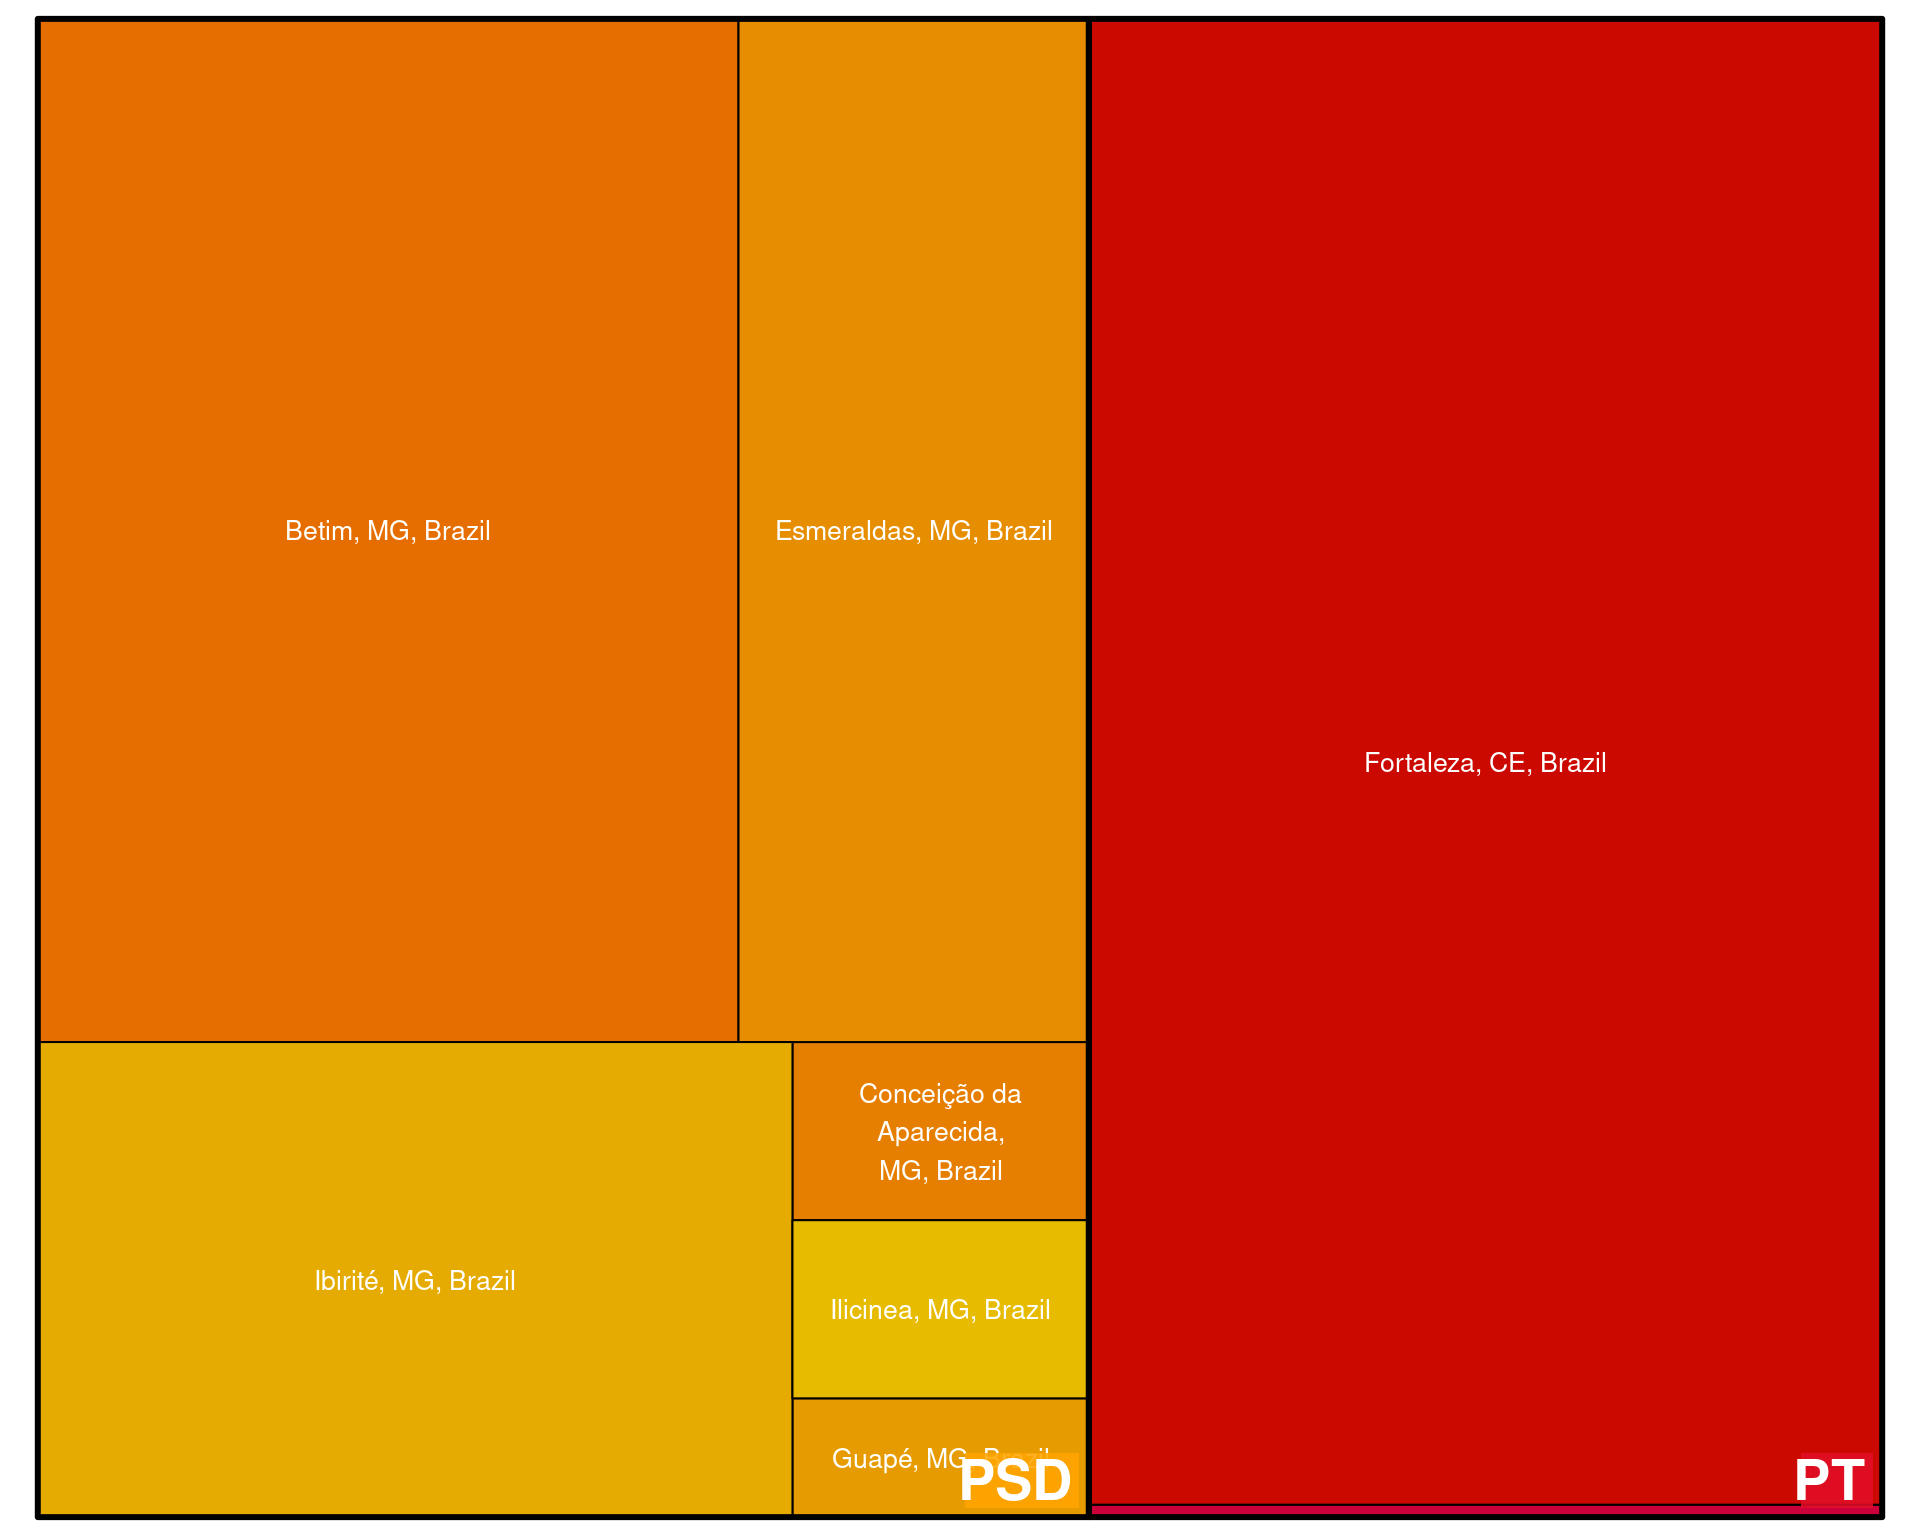 Betim, MG, Brazil
Esmeraldas, MG, Brazil
Fortaleza, CE, Brazil
Conceição da
Aparecida,
MG, Brazil
Ibirité, MG, Brazil
Ilicinea, MG, Brazil
Guapé, MG, Brazil
PSD
PT